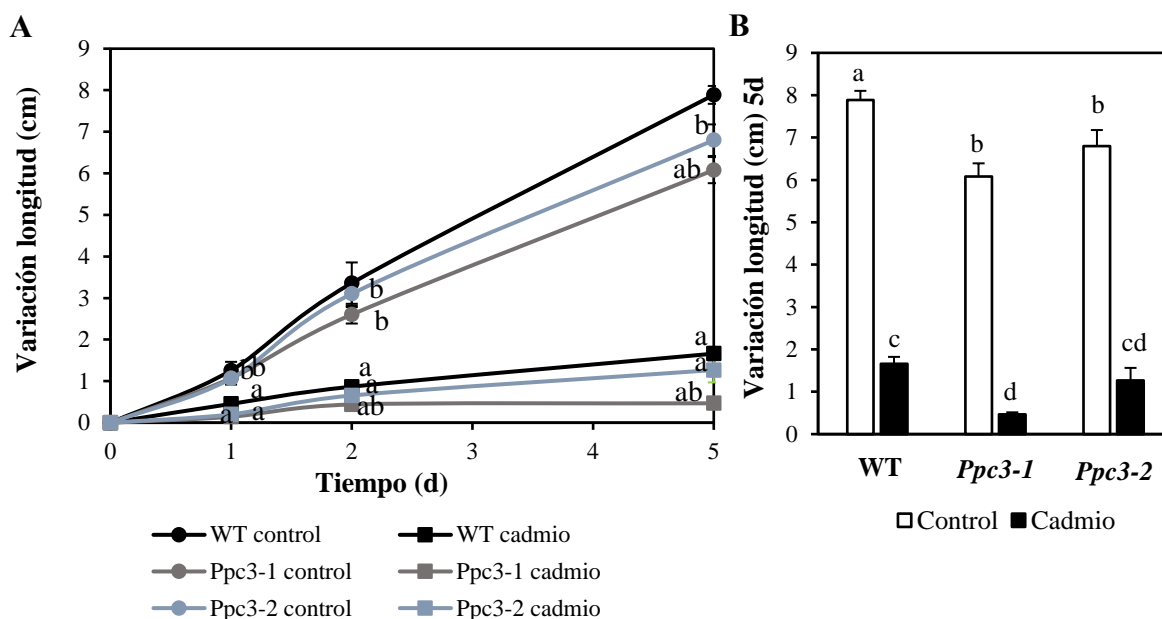 A
Variación longitud (cm)
9
8
7
6
5
4
3
2
1
0
0
1
2
3
4
5
Tiempo (d)
b
ab
b
b
b
b
a
a
a
a
a
ab
a
a
ab
WT control
WT cadmio
Ppc3-1 control
Ppc3-1 cadmio
Ppc3-2 control
Ppc3-2 cadmio
B
Variación longitud (cm) 5d
9
8
7
6
5
4
3
2
1
0
a
c
b
d
b
cd
WT
Ppc3-1
Ppc3-2
Control
Cadmio